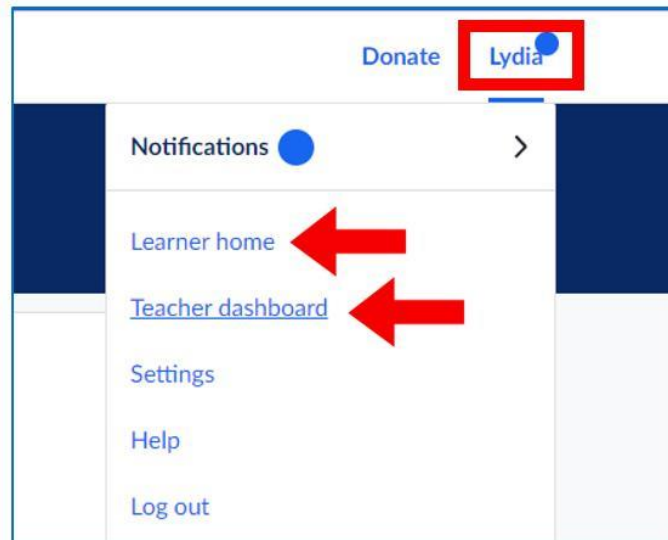 Donate Lydia
Notifications
Learner home
Teacher dashboard
Settings
Help
Log out